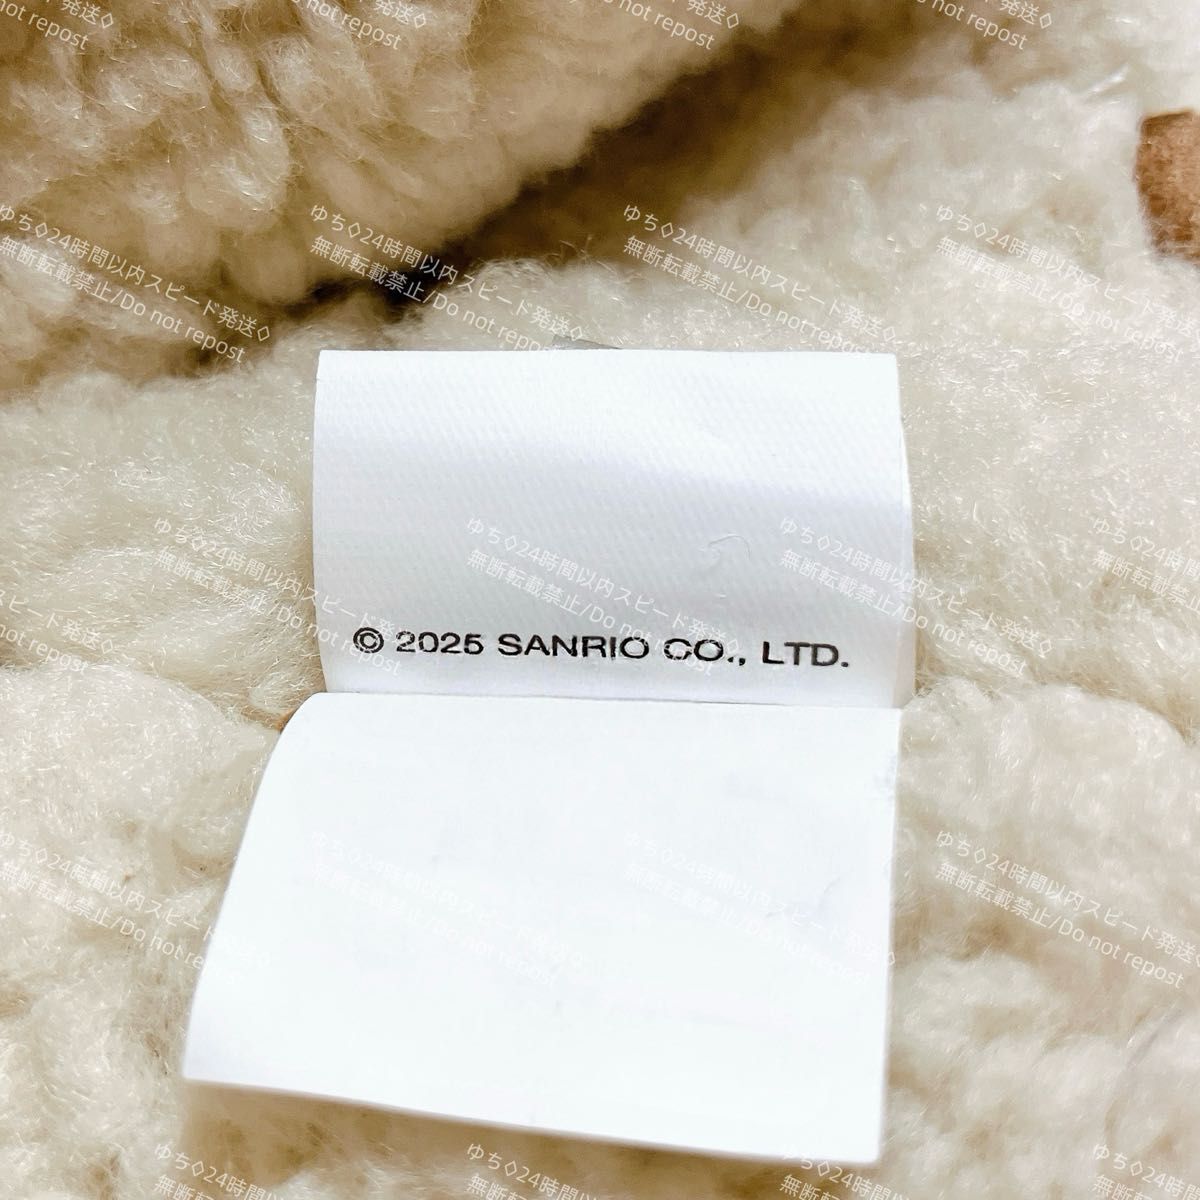 ゆち◇24時間以内スピード発送◇
無断転載禁止/Do not repost
© 2025 SANRIO CO., LTD.